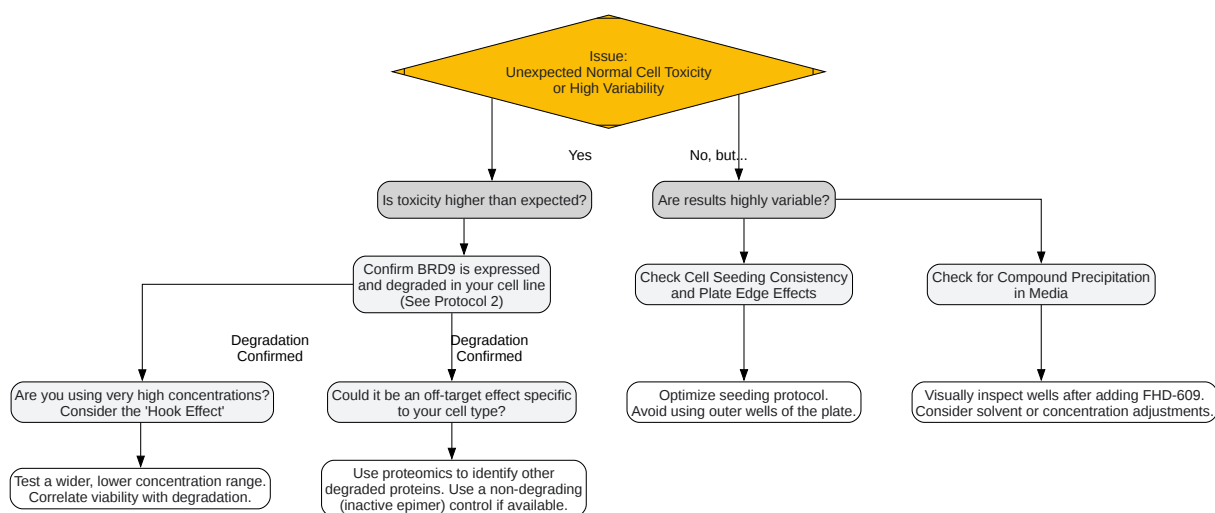 Issue:
Unexpected Normal Cell Toxicity
or High Variability
Yes
No, but...
Is toxicity higher than expected?
Are results highly variable?
Confirm BRD9 is expressed
and degraded in your cell line
(See Protocol 2)
Check Cell Seeding Consistency
and Plate Edge Effects
Check for Compound Precipitation
in Media
Degradation
Confirmed
Degradation
Confirmed
Are you using very high concentrations?
Consider the 'Hook Effect'
Could it be an off-target effect specific
to your cell type?
Optimize seeding protocol.
Avoid using outer wells of the plate.
Visually inspect wells after adding FHD-609.
Consider solvent or concentration adjustments.
Test a wider, lower concentration range.
Correlate viability with degradation.
Use proteomics to identify other
degraded proteins. Use a non-degrading
(inactive epimer) control if available.